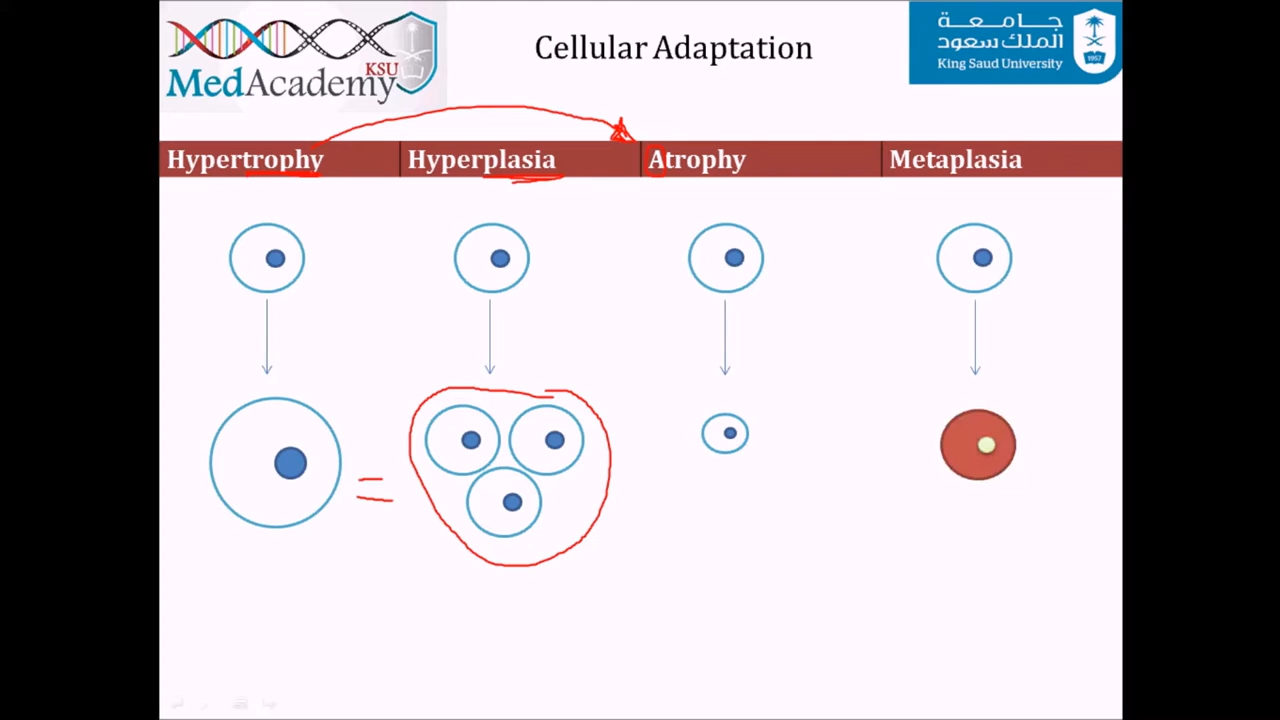 MedAcademy
KSU
Cellular Adaptation
جامعة
الملك سعود
King Saud University
1957
Hypertrophy
Hyperplasia
Atrophy
Metaplasia